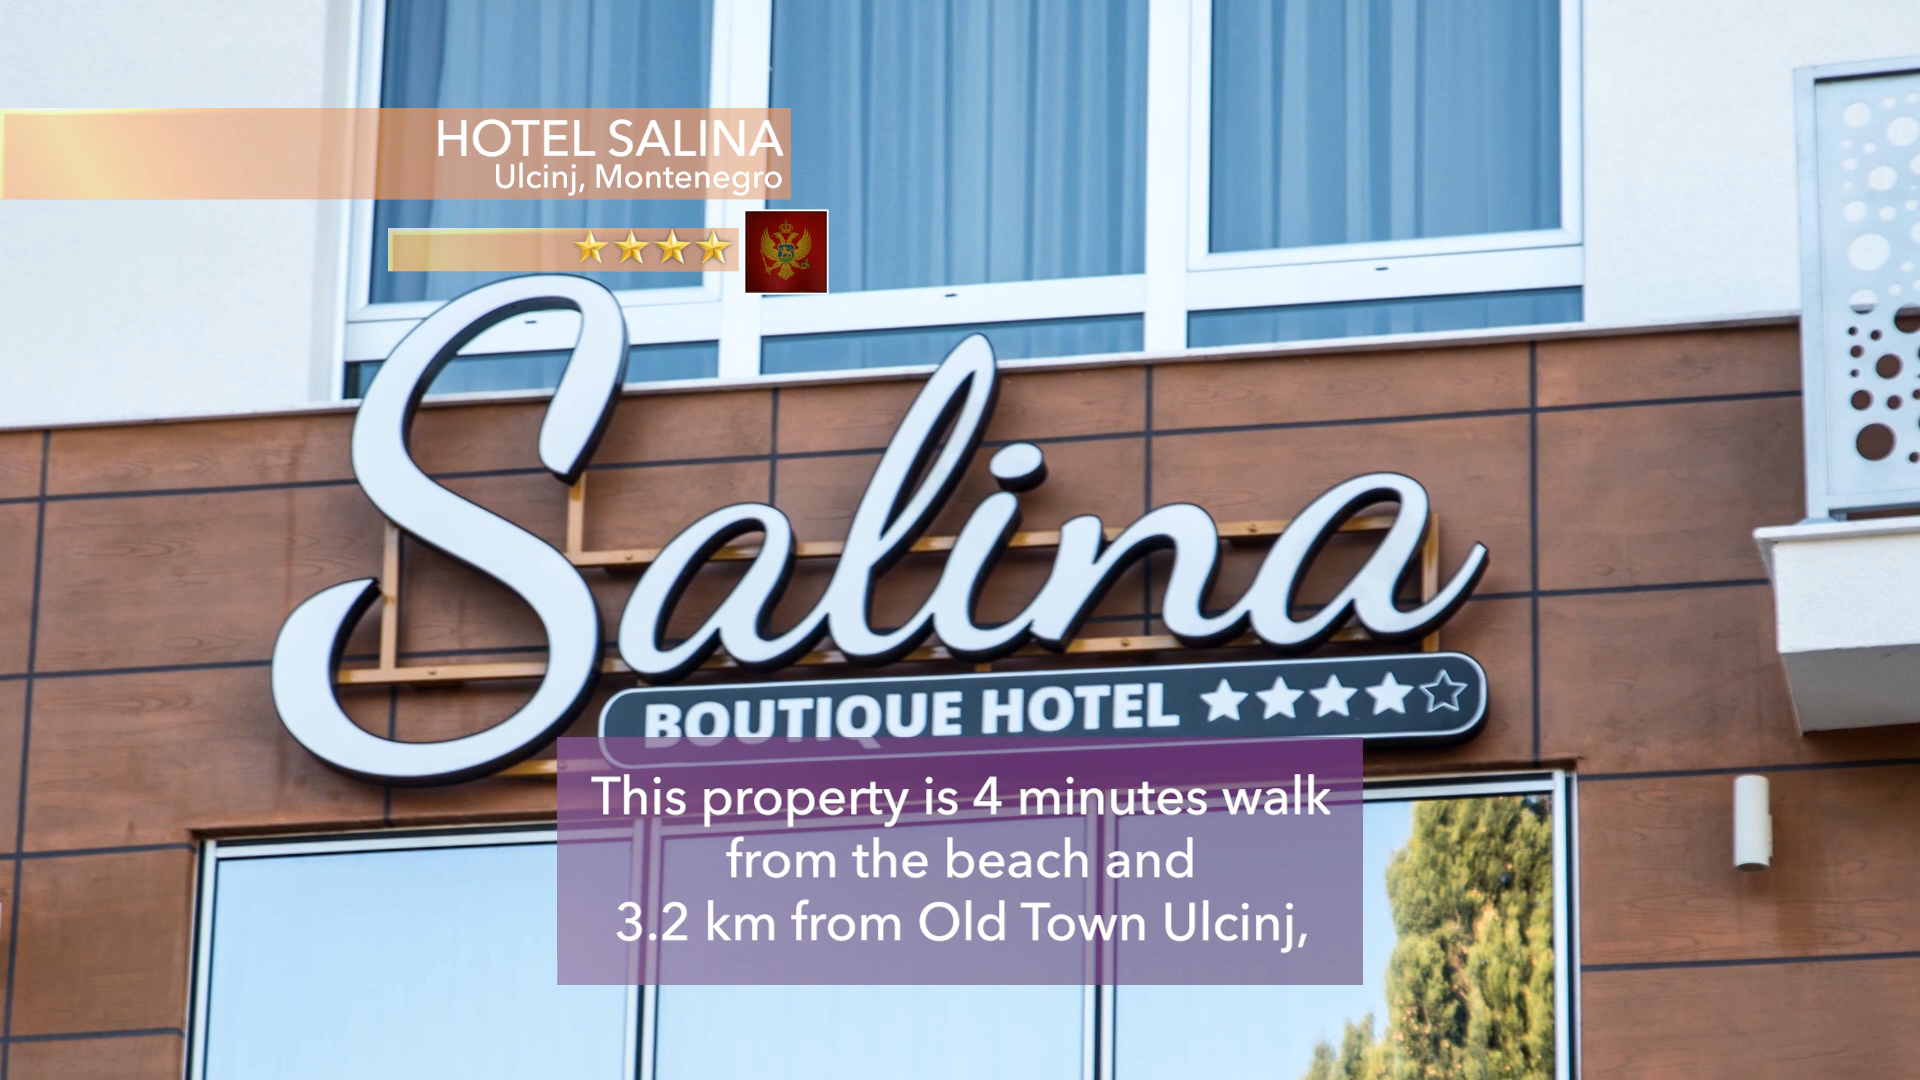 HOTEL SALINA
Ulcinj, Montenegro
Salina
BOUTIQUE HOTEL
This property is 4 minutes walk
from the beach and
3.2 km from Old Town Ulcinj,